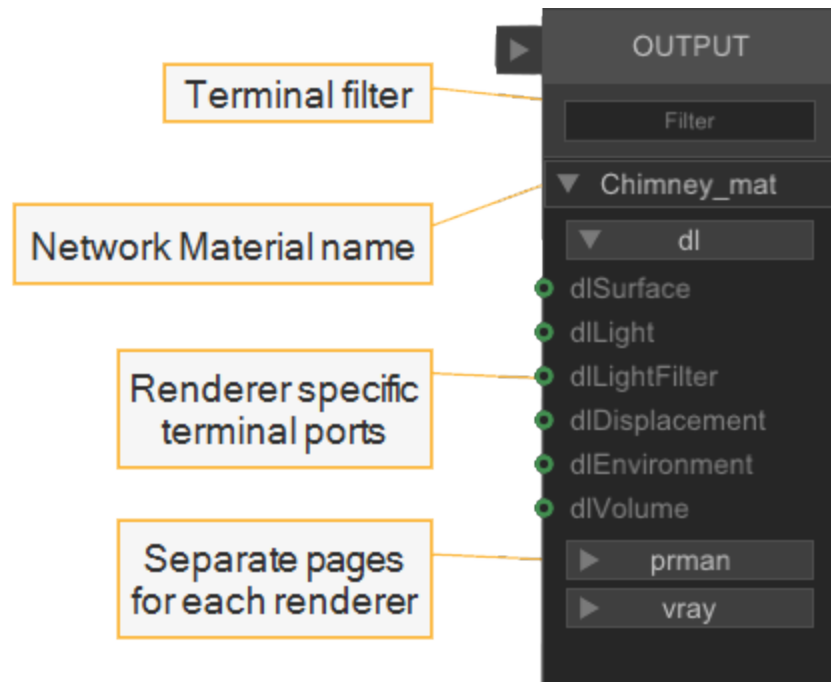 OUTPUT
Terminal filter
Filter
Network Material name
Chimney_mat
dl
dlSurface
dlLight
dlLightFilter
dlDisplacement
dlEnvironment
dlVolume
Renderer specific
terminal ports
Separate pages
for each renderer
prman
vray